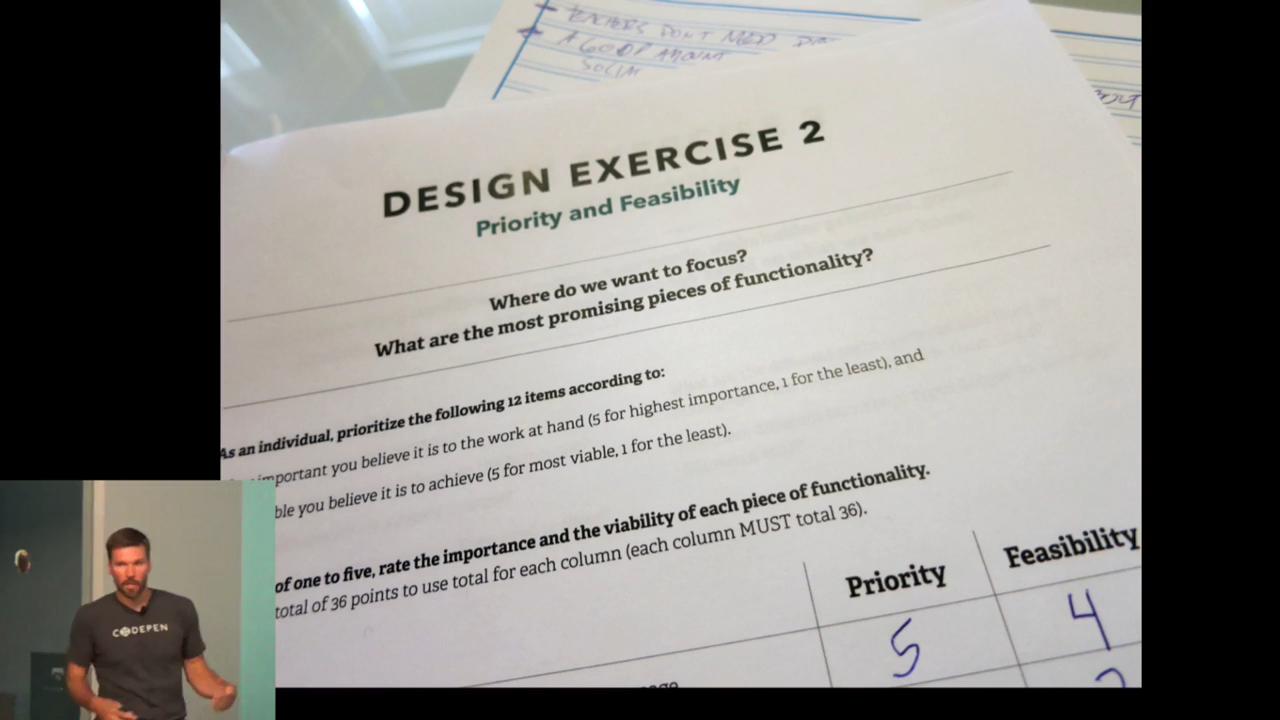 TEACHERS DON'T NEED
A GOOD AMOUNT
DESIGN EXERCISE 2
Priority and Feasibility
Where do we want to focus?
What are the most promising pieces of functionality?
As an individual, prioritize the following 12 items according to:
important you believe it is to the work at hand (5 for highest importance, 1 for the least), and
ble you believe it is to achieve (5 for most viable, 1 for the least).
of one to five, rate the importance and the viability of each piece of functionality.
total of 36 points to use total for each column (each column MUST total 36).
Priority Feasibility
5 4
CODEPEN